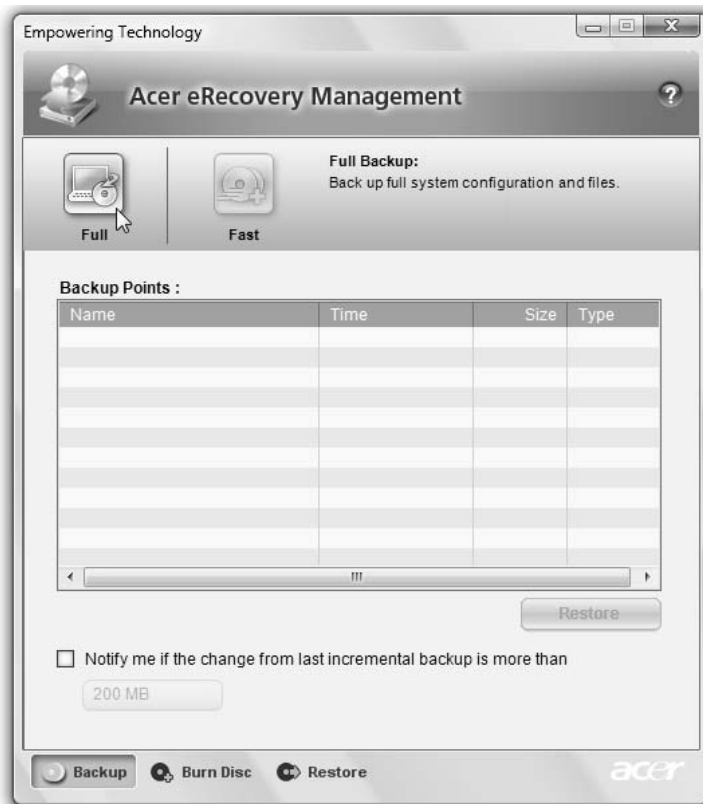 Empowering Technology
Acer eRecovery Management
?
Full
Fast
Full Backup:
Back up full system configuration and files.
Backup Points :
Name Time Size Type
Restore
Notify me if the change from last incremental backup is more than
200 MB
Backup Burn Disc Restore
acer